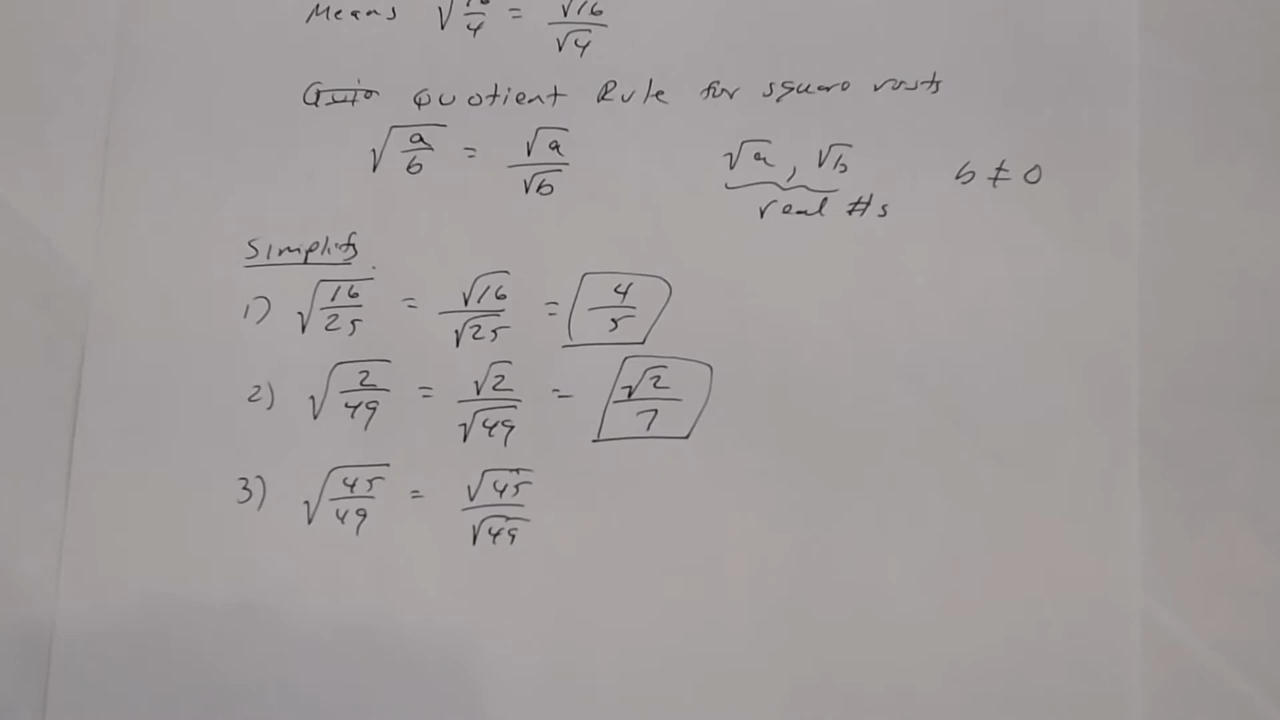 Means √16/4 = √16/√4
Quotient Rule for square roots
√a/b = √a/√b √a, √b b ≠ 0
real #s
Simplify
1) √16/25 = √16/√25 = 4/5
2) √2/49 = √2/√49 = √2/7
3) √45/49 = √45/√49